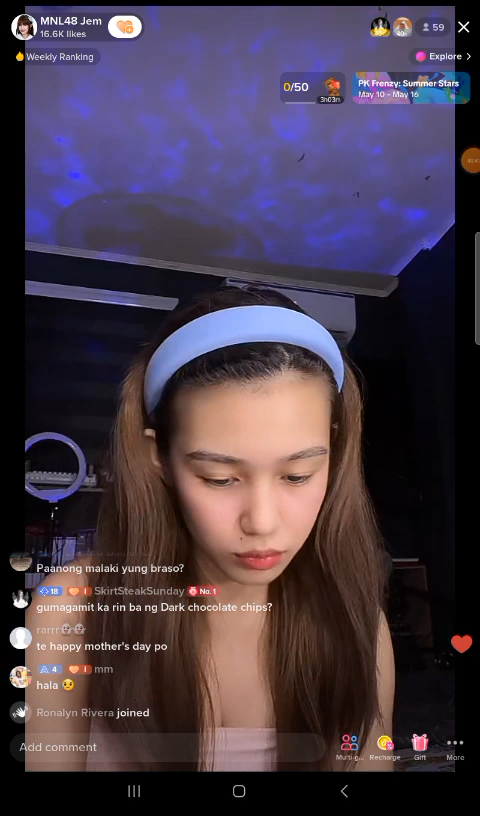 MNL48 Jem
16.6K likes
59
Weekly Ranking
Explore >
0/50
3h03m
PK Frenzy: Summer Stars
May 10 - May 16
Paanong malaki yung braso?
18 I SkirtSteakSunday No. 1
gumagamit ka rin ba ng Dark chocolate chips?
te happy mother's day po
4 I mm
hala 😥
Ronalyn Rivera joined
Add comment
Multi-g...
Recharge
Gift
More